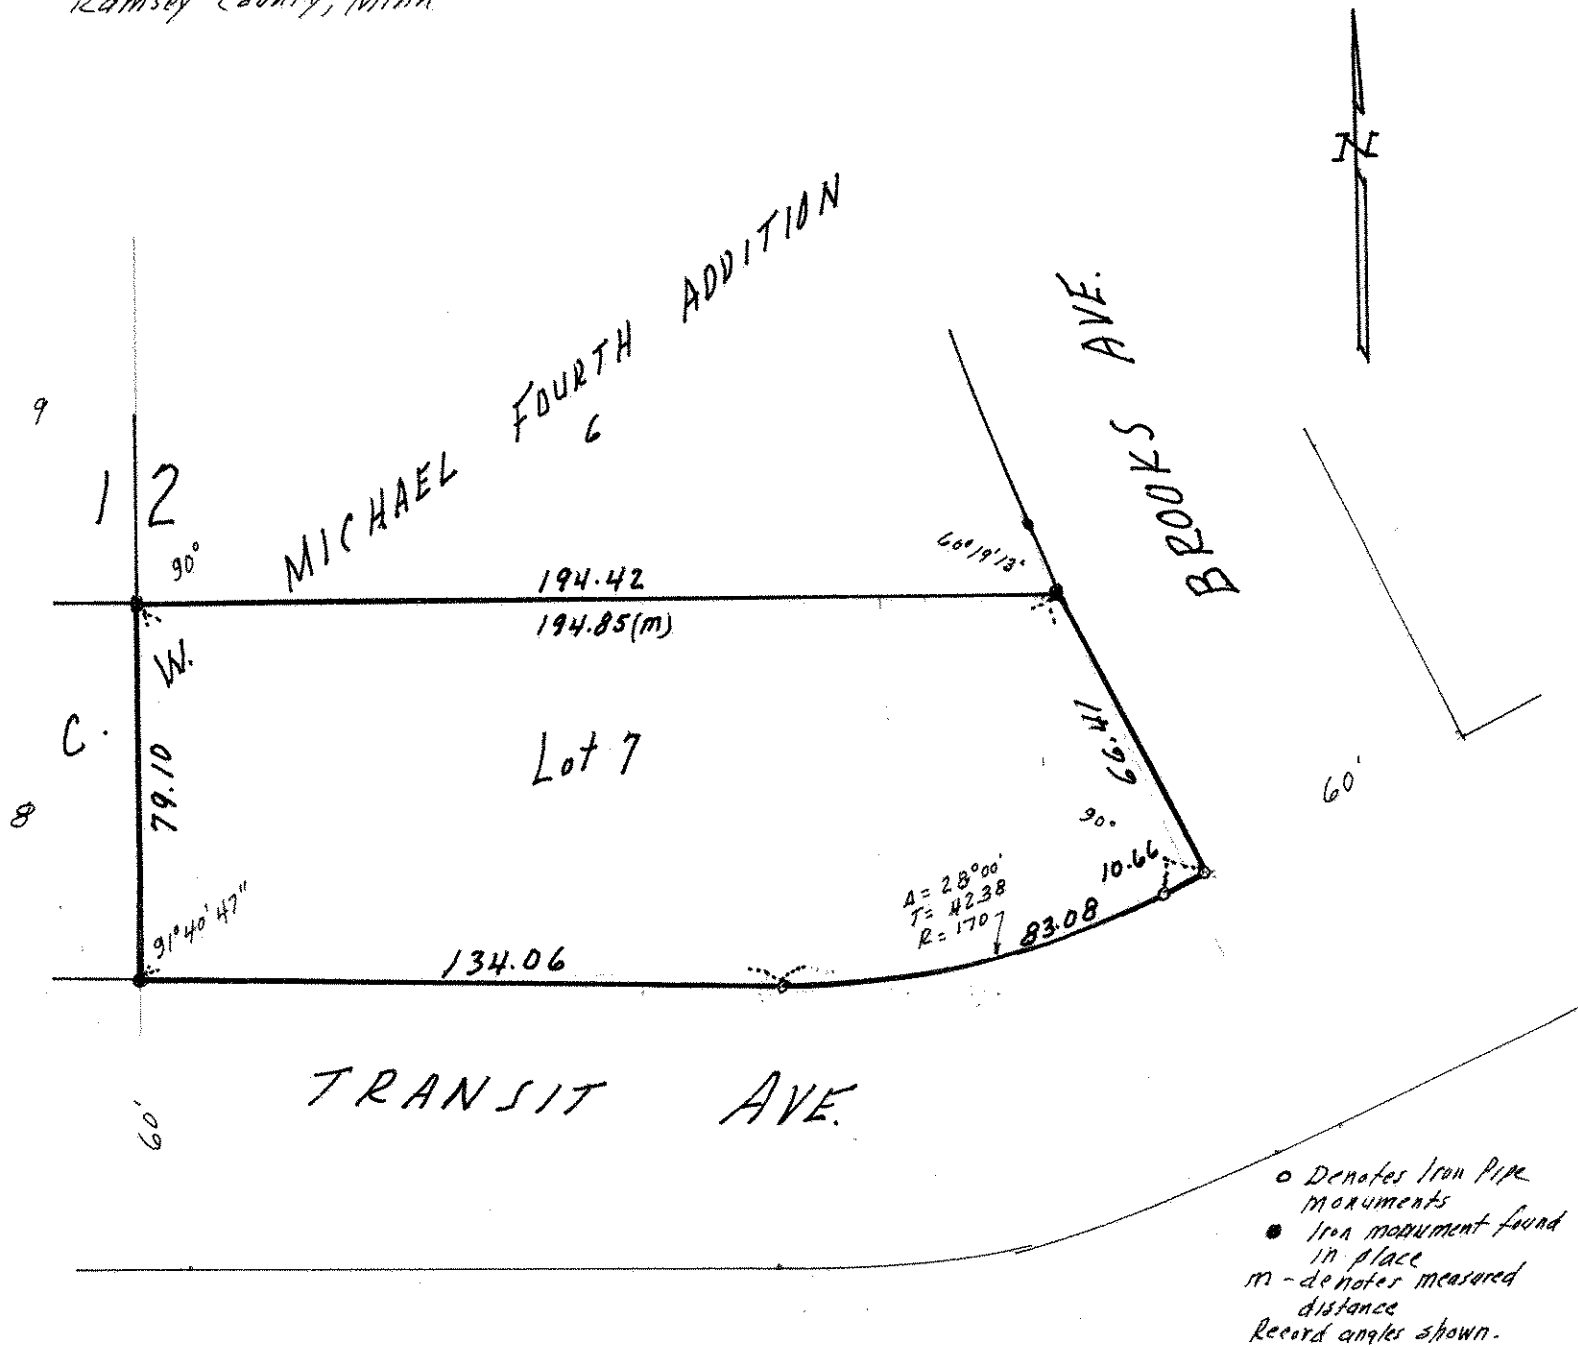 Ramsey County, Minn
N
MICHAEL FOURTH ADDITION
6
BROOKS AVE.
9
1 2
90°
60°19'13"
194.42
194.85(m)
W.
C.
79.10
Lot 7
66.41
8
90°
60'
10.66
Δ= 28°00'
T= 42.38
R= 170
83.08
91°40'47"
134.06
TRANSIT AVE.
60'
o Denotes Iron Pipe
monuments
● Iron monument found
in place
m - denotes measured
distance
Record angles shown.